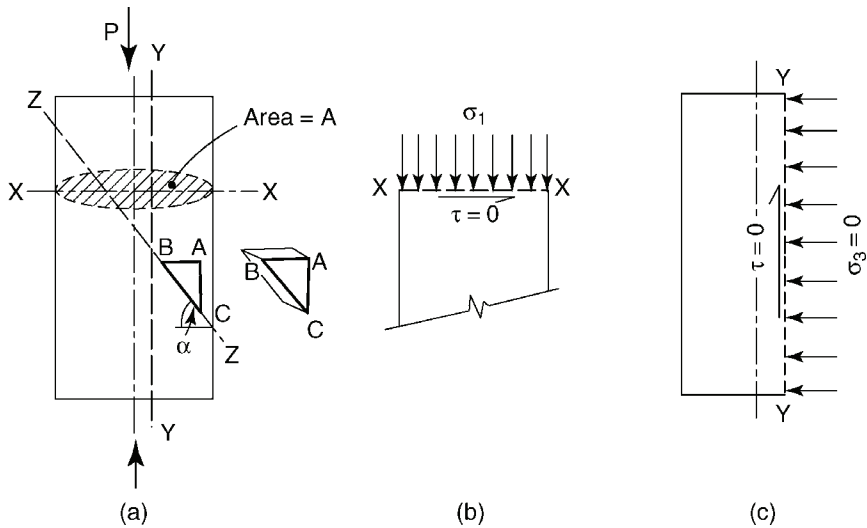 P
Y
Z
Area = A
X
X
B
A
C
α
Z
Y
B
A
C
(a)
σ1
X
X
τ = 0
(b)
Y
τ = 0
σ3 = 0
Y
(c)